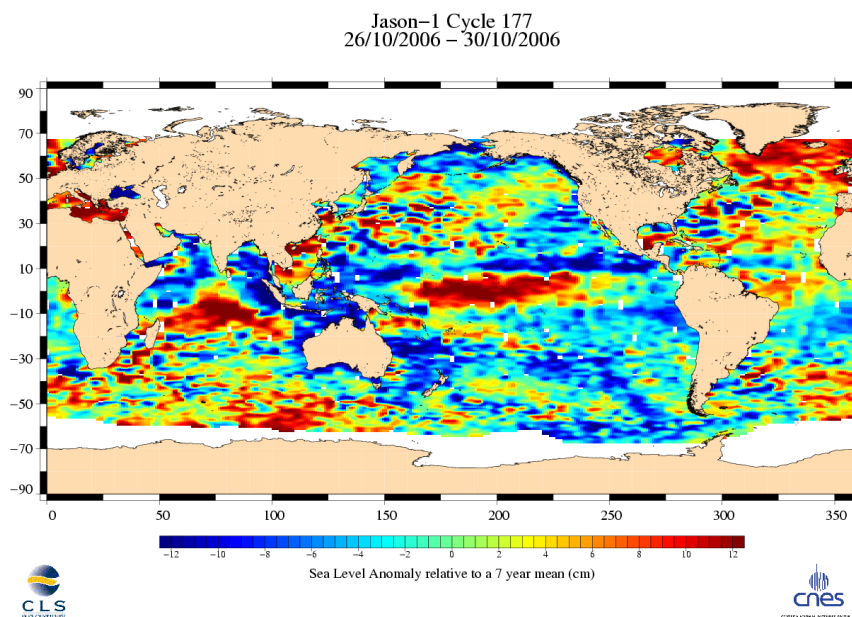 Jason−1 Cycle 177
26/10/2006 − 30/10/2006
90
70
50
30
10
−10
−30
−50
−70
−90
0 50 100 150 200 250 300 350
−12 −10 −8 −6 −4 −2 0 2 4 6 8 10 12
Sea Level Anomaly relative to a 7 year mean (cm)
CLS
cnes